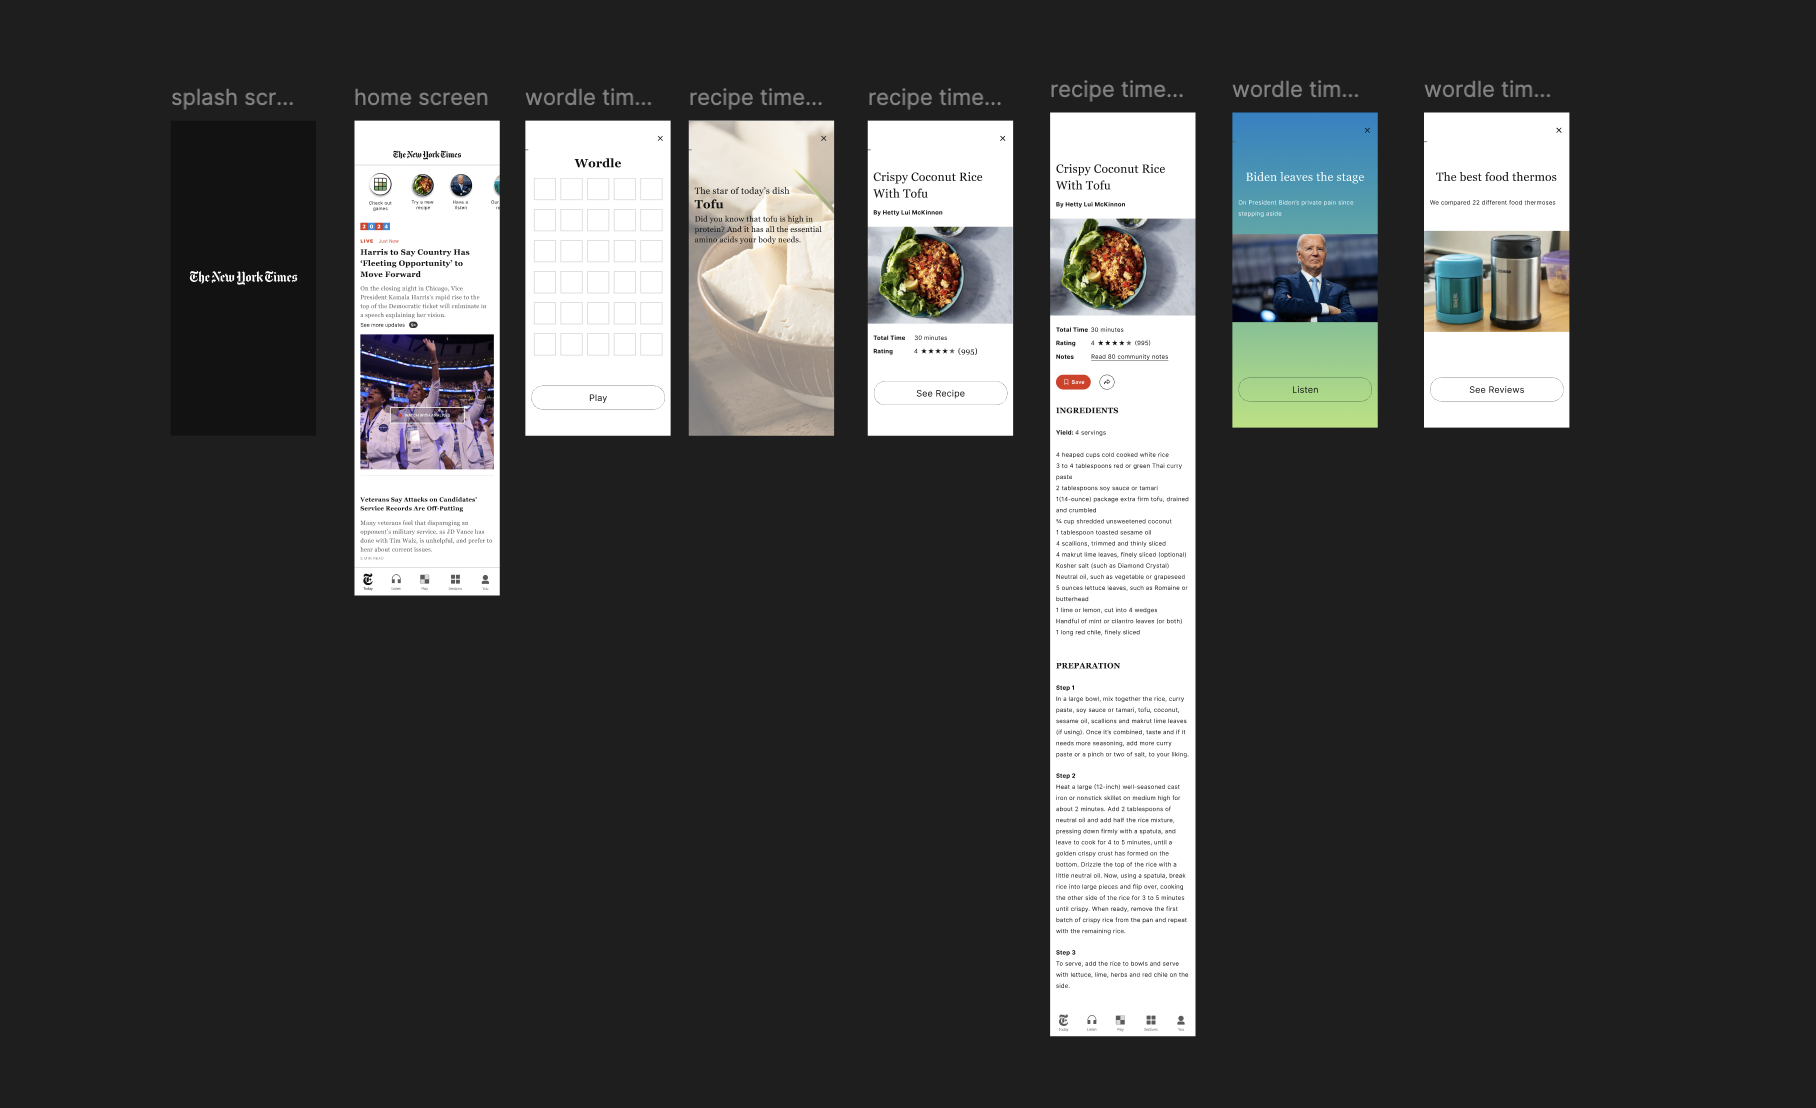 splash scr...
The New York Times
home screen
The New York Times
Check out
games
Try a new
recipe
Have a
listen
2024
LIVE Just Now
Harris to Say Country Has
‘Fleeting Opportunity’ to
Move Forward
On the closing night in Chicago, Vice
President Kamala Harris's rapid rise to the
top of the Democratic ticket will culminate in
a speech explaining her vision.
See more updates
Veterans Say Attacks on Candidates’
Service Records Are Off-Putting
Many veterans feel that disparaging an
opponent's military service, as JD Vance has
done with Tim Walz, is unhelpful, and prefer to
hear about current issues.
5 MIN READ
Today Listen Play Sections You
wordle tim...
Wordle
Play
recipe time...
The star of today's dish
Tofu
Did you know that tofu is high in
protein? And it has all the essential
amino acids your body needs.
recipe time...
Crispy Coconut Rice
With Tofu
By Hetty Lui McKinnon
Total Time 30 minutes
Rating 4 ★★★★★ (995)
See Recipe
recipe time...
Crispy Coconut Rice
With Tofu
By Hetty Lui McKinnon
Total Time 30 minutes
Rating 4 ★★★★★ (995)
Notes Read 80 community notes
Save
INGREDIENTS
Yield: 4 servings
4 heaped cups cold cooked white rice
3 to 4 tablespoons red or green Thai curry
paste
2 tablespoons soy sauce or tamari
1(14-ounce) package extra firm tofu, drained
and crumbled
¾ cup shredded unsweetened coconut
1 tablespoon toasted sesame oil
4 scallions, trimmed and thinly sliced
4 makrut lime leaves, finely sliced (optional)
Kosher salt (such as Diamond Crystal)
Neutral oil, such as vegetable or grapeseed
5 ounces lettuce leaves, such as Romaine or
butterhead
1 lime or lemon, cut into 4 wedges
Handful of mint or cilantro leaves (or both)
1 long red chile, finely sliced
PREPARATION
Step 1
In a large bowl, mix together the rice, curry
paste, soy sauce or tamari, tofu, coconut,
sesame oil, scallions and makrut lime leaves
(if using). Once it's combined, taste and if it
needs more seasoning, add more curry
paste or a pinch or two of salt, to your liking.
Step 2
Heat a large (12-inch) well-seasoned cast
iron or nonstick skillet on medium high for
about 2 minutes. Add 2 tablespoons of
neutral oil and add half the rice mixture,
pressing down firmly with a spatula, and
leave to cook for 4 to 5 minutes, until a
golden crispy crust has formed on the
bottom. Drizzle the top of the rice with a
little neutral oil. Now, using a spatula, break
rice into large pieces and flip over, cooking
the other side of the rice for 3 to 5 minutes
until crispy. When ready, remove the first
batch of crispy rice from the pan and repeat
with the remaining rice.
Step 3
To serve, add the rice to bowls and serve
with lettuce, lime, herbs and red chile on the
side.
Today Listen Play Sections You
wordle tim...
Biden leaves the stage
On President Biden's private pain since
stepping aside
Listen
wordle tim...
The best food thermos
We compared 22 different food thermoses
See Reviews